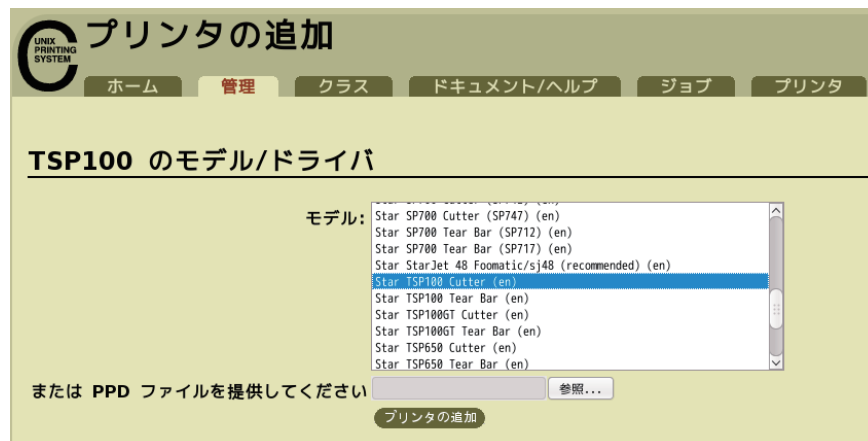 UNIX
PRINTING
SYSTEM
プリンタの追加
ホーム 管理 クラス ドキュメント/ヘルプ ジョブ プリンタ
TSP100 のモデル/ドライバ
モデル:
Star SP700 Cutter (SP742) (en)
Star SP700 Cutter (SP747) (en)
Star SP700 Tear Bar (SP712) (en)
Star SP700 Tear Bar (SP717) (en)
Star StarJet 48 Foomatic/sj48 (recommended) (en)
Star TSP100 Cutter (en)
Star TSP100 Tear Bar (en)
Star TSP100GT Cutter (en)
Star TSP100GT Tear Bar (en)
Star TSP650 Cutter (en)
Star TSP650 Tear Bar (en)
または PPD ファイルを提供してください 参照...
プリンタの追加